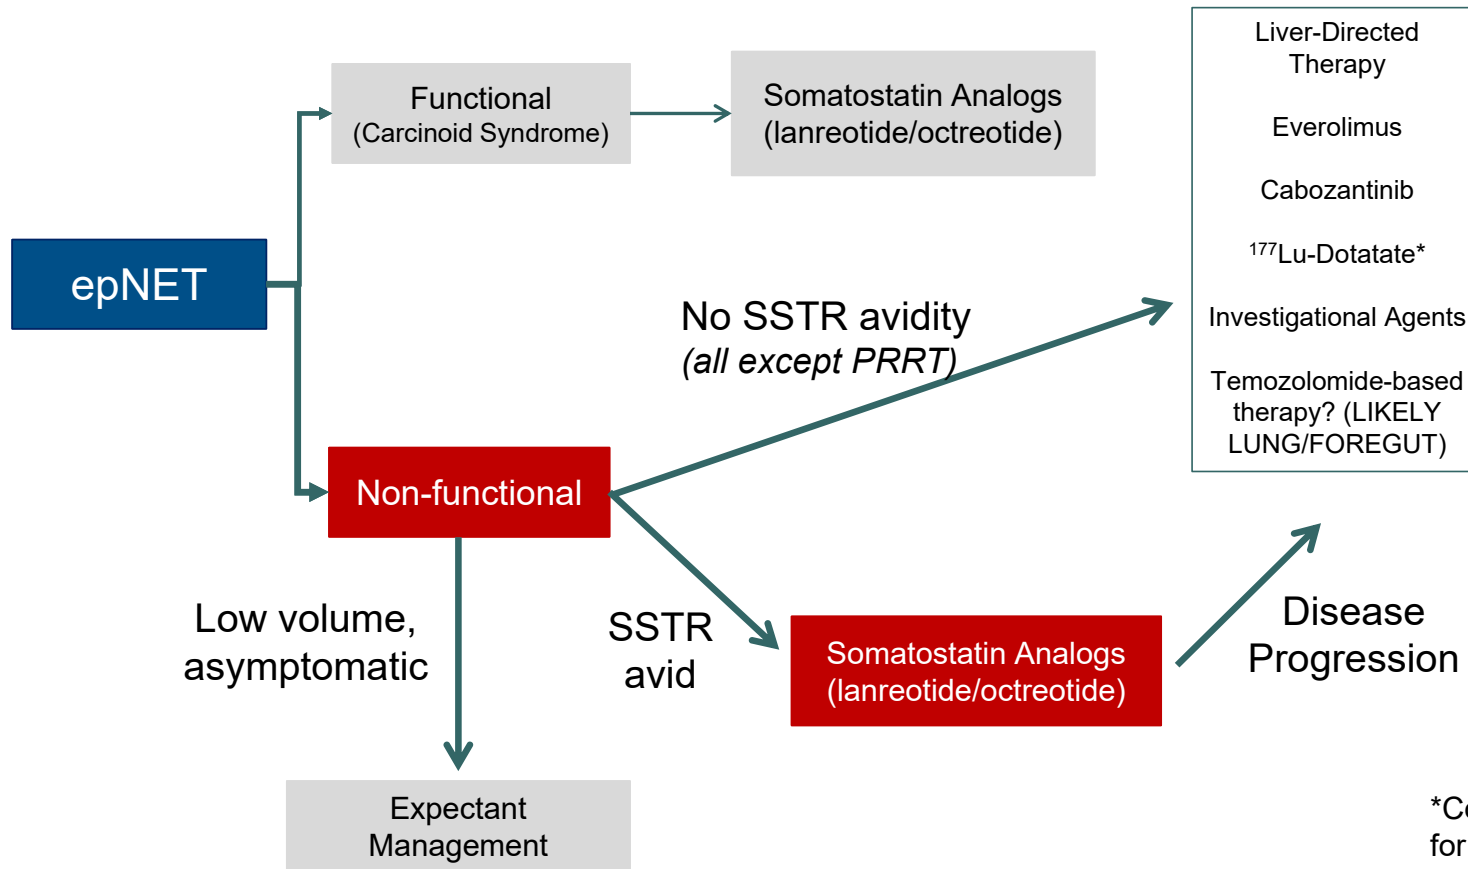 epNET
Functional
(Carcinoid Syndrome)
Somatostatin Analogs
(lanreotide/octreotide)
Non-functional
No SSTR avidity
(all except PRRT)
Low volume,
asymptomatic
Expectant
Management
SSTR
avid
Somatostatin Analogs
(lanreotide/octreotide)
Disease
Progression
Liver-Directed
Therapy
Everolimus
Cabozantinib
¹⁷⁷Lu-Dotatate*
Investigational Agents
Temozolomide-based
therapy? (LIKELY
LUNG/FOREGUT)
for